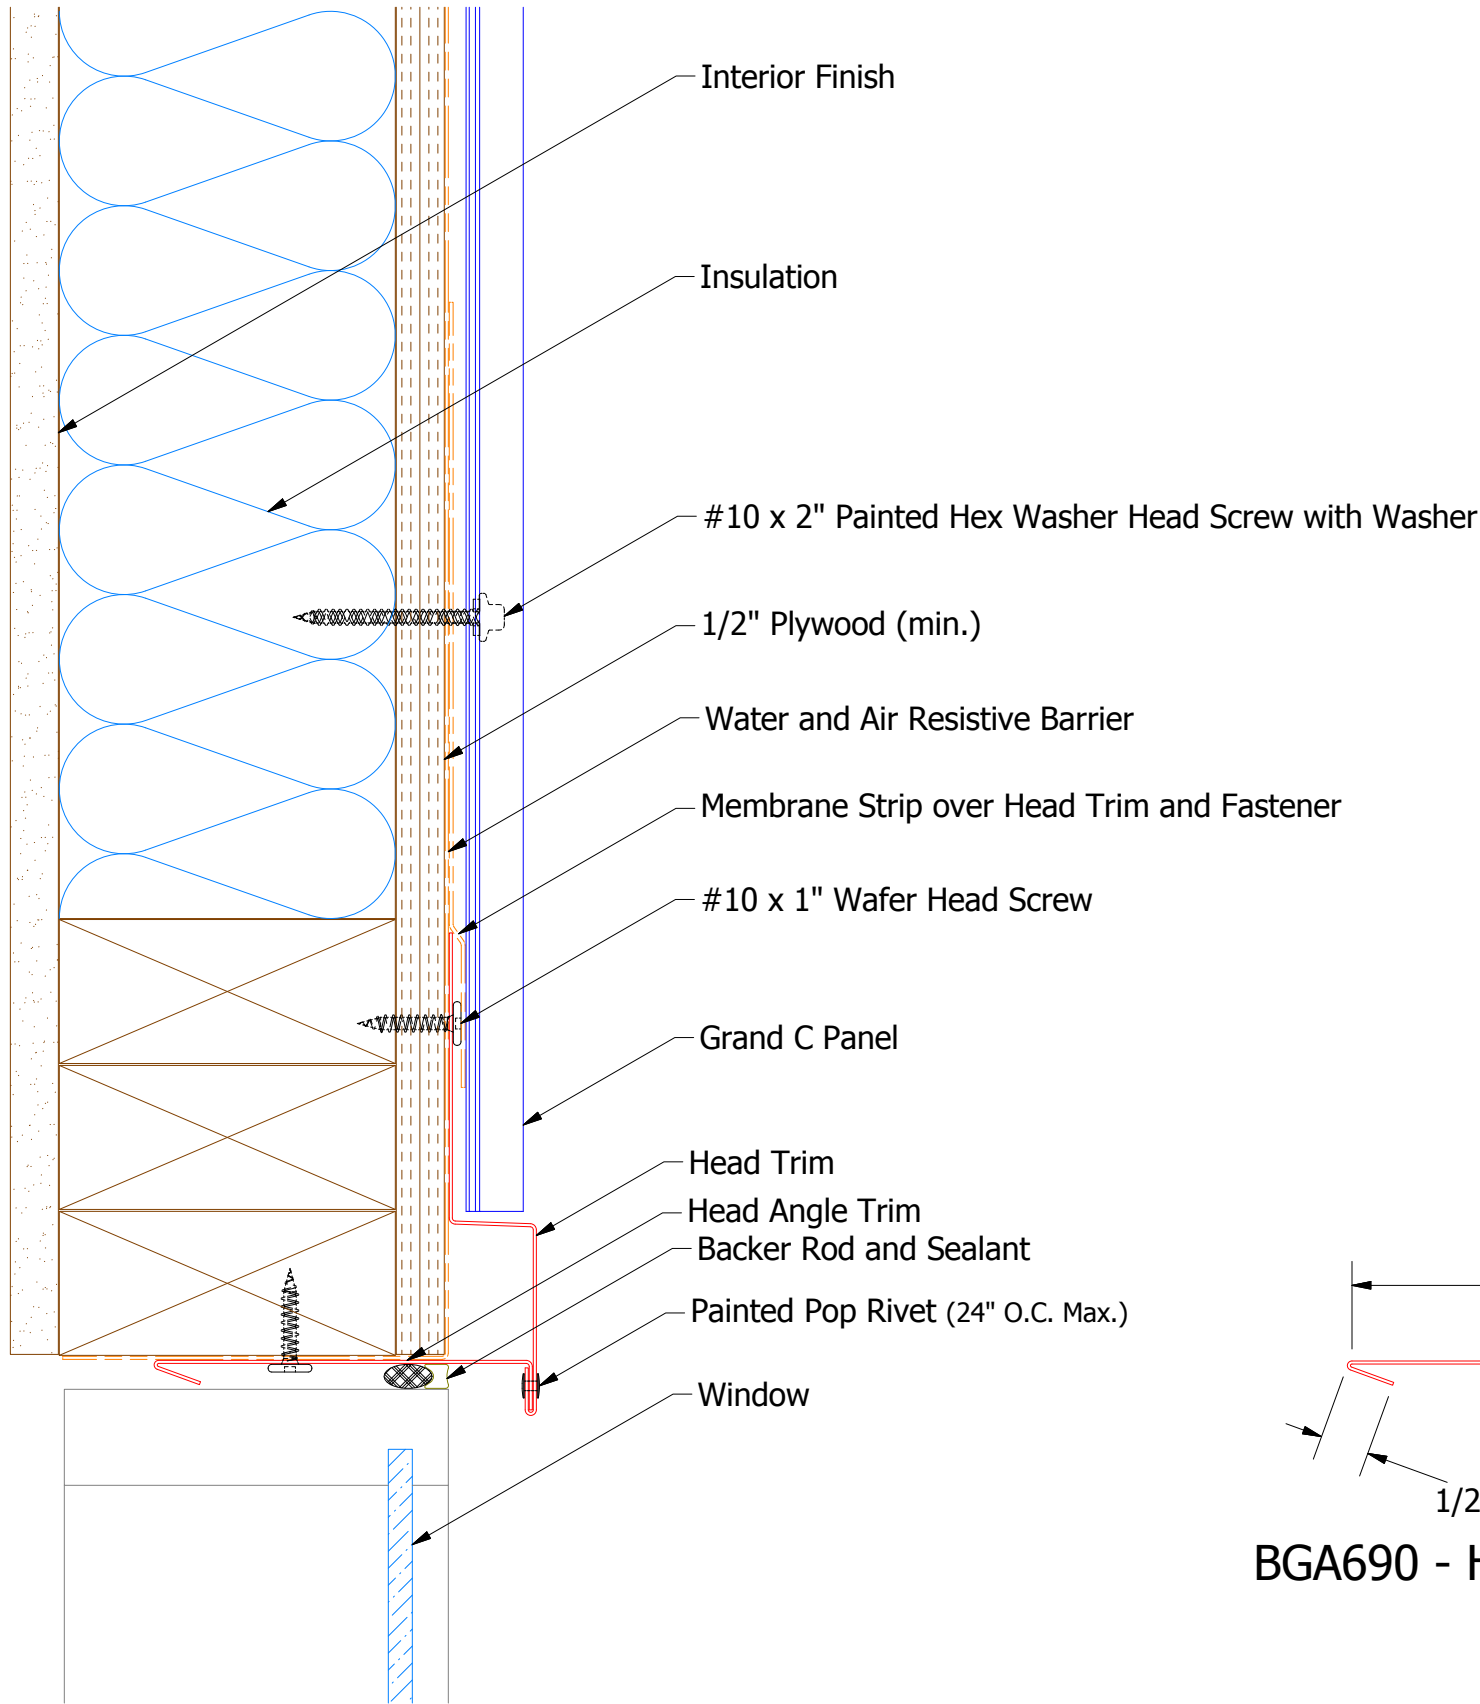 Interior Finish
Insulation
#10 x 2" Painted Hex Washer Head Screw with Washer
1/2" Plywood (min.)
Water and Air Resistive Barrier
Membrane Strip over Head Trim and Fastener
#10 x 1" Wafer Head Screw
Grand C Panel
Head Trim
Head Angle Trim
Backer Rod and Sealant
Painted Pop Rivet (24" O.C. Max.)
Window
1/2
BGA690 - H